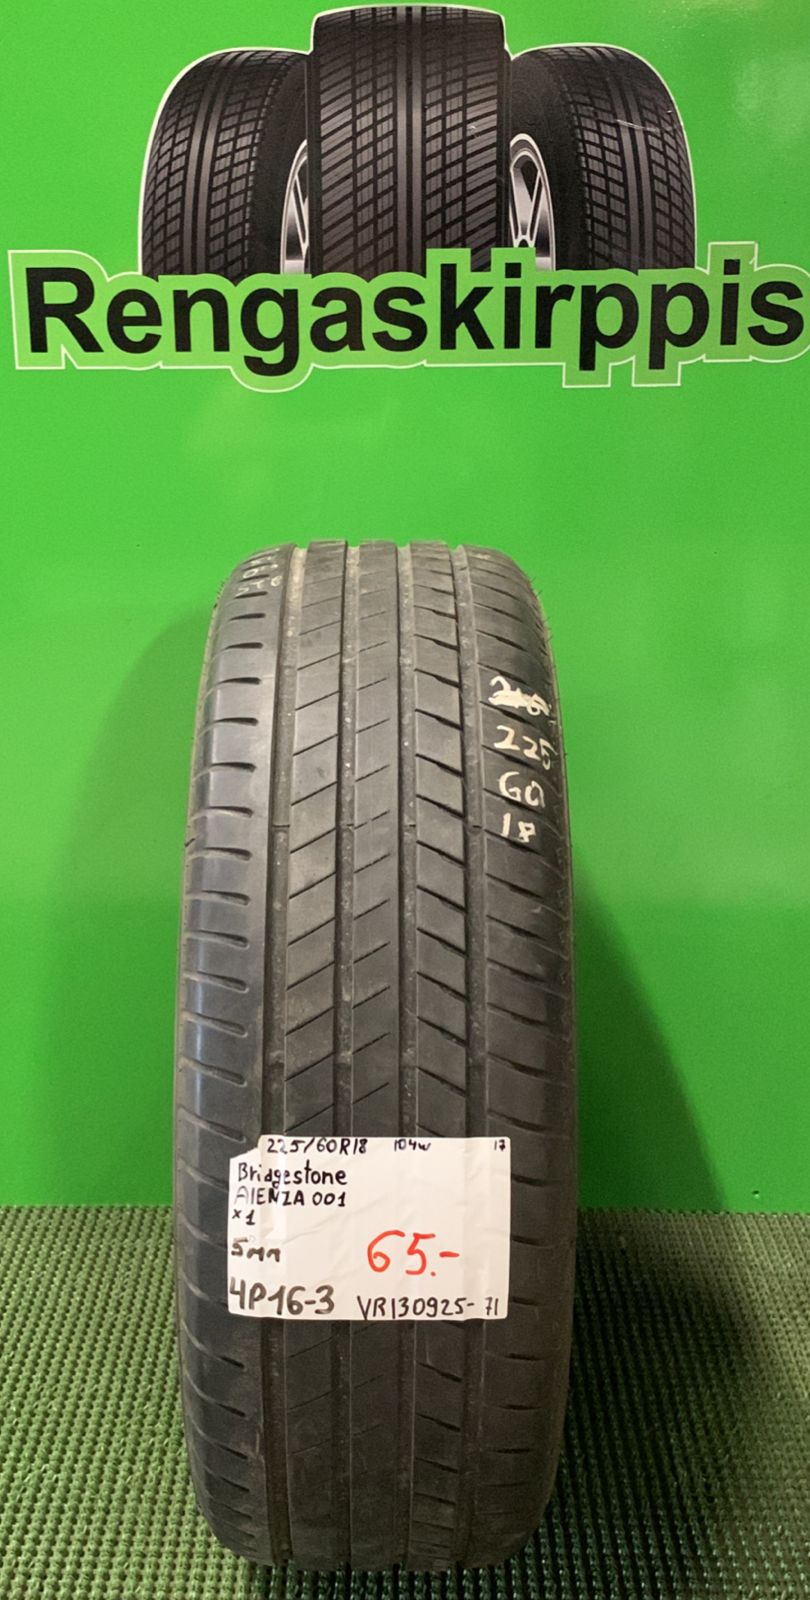 Rengaskirppis
225
60
18
225/60R18 104W 17
Bridgestone
AlENZA 001
x1
5mm
65.-
4P16-3 VR130925-71